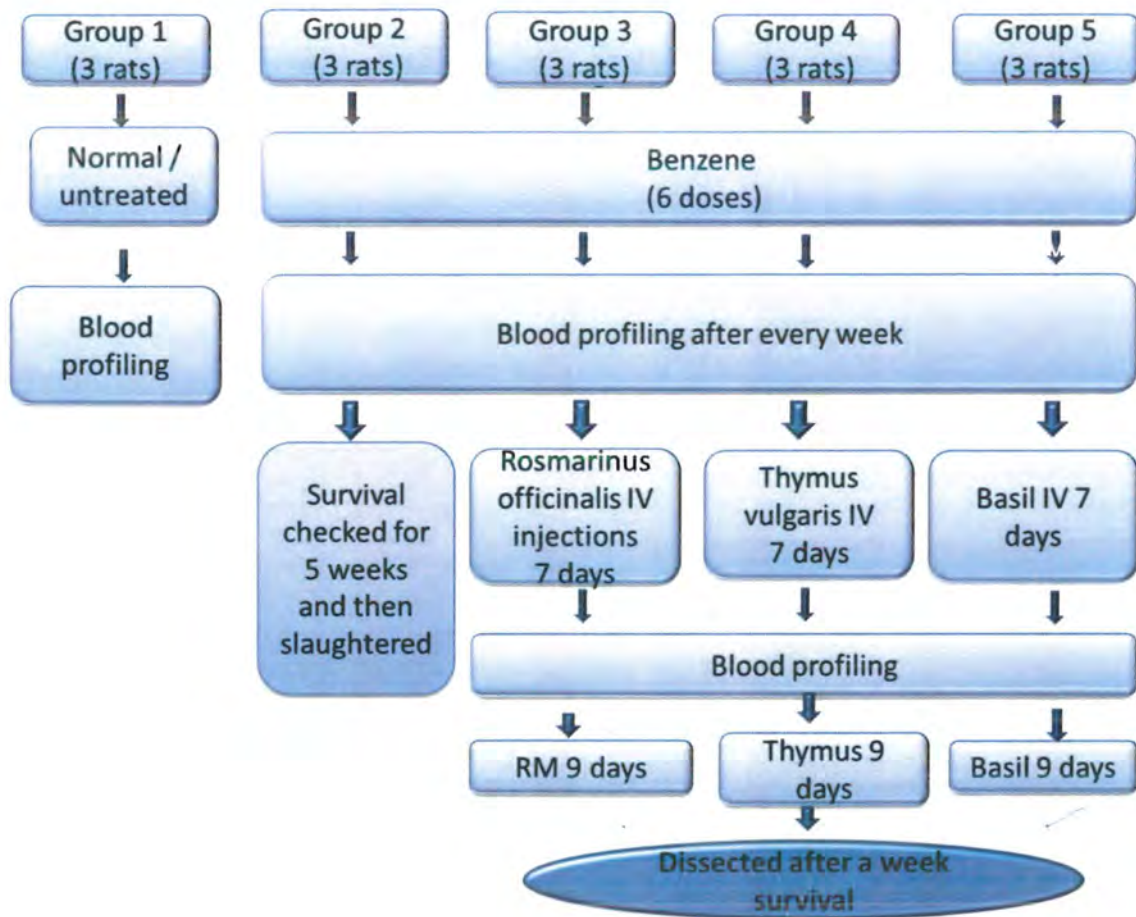 Group 1
(3 rats)
Group 2
(3 rats)
Group 3
(3 rats)
Group 4
(3 rats)
Group 5
(3 rats)
Normal /
untreated
Benzene
(6 doses)
Blood
profiling
Blood profiling after every week
Survival
checked for
5 weeks
and then
slaughtered
Rosmarinus
officinalis IV
injections
7 days
Thymus
vulgaris IV
7 days
Basil IV 7
days
Blood profiling
RM 9 days
Thymus 9
days
Basil 9 days
Dissected after a week
survival